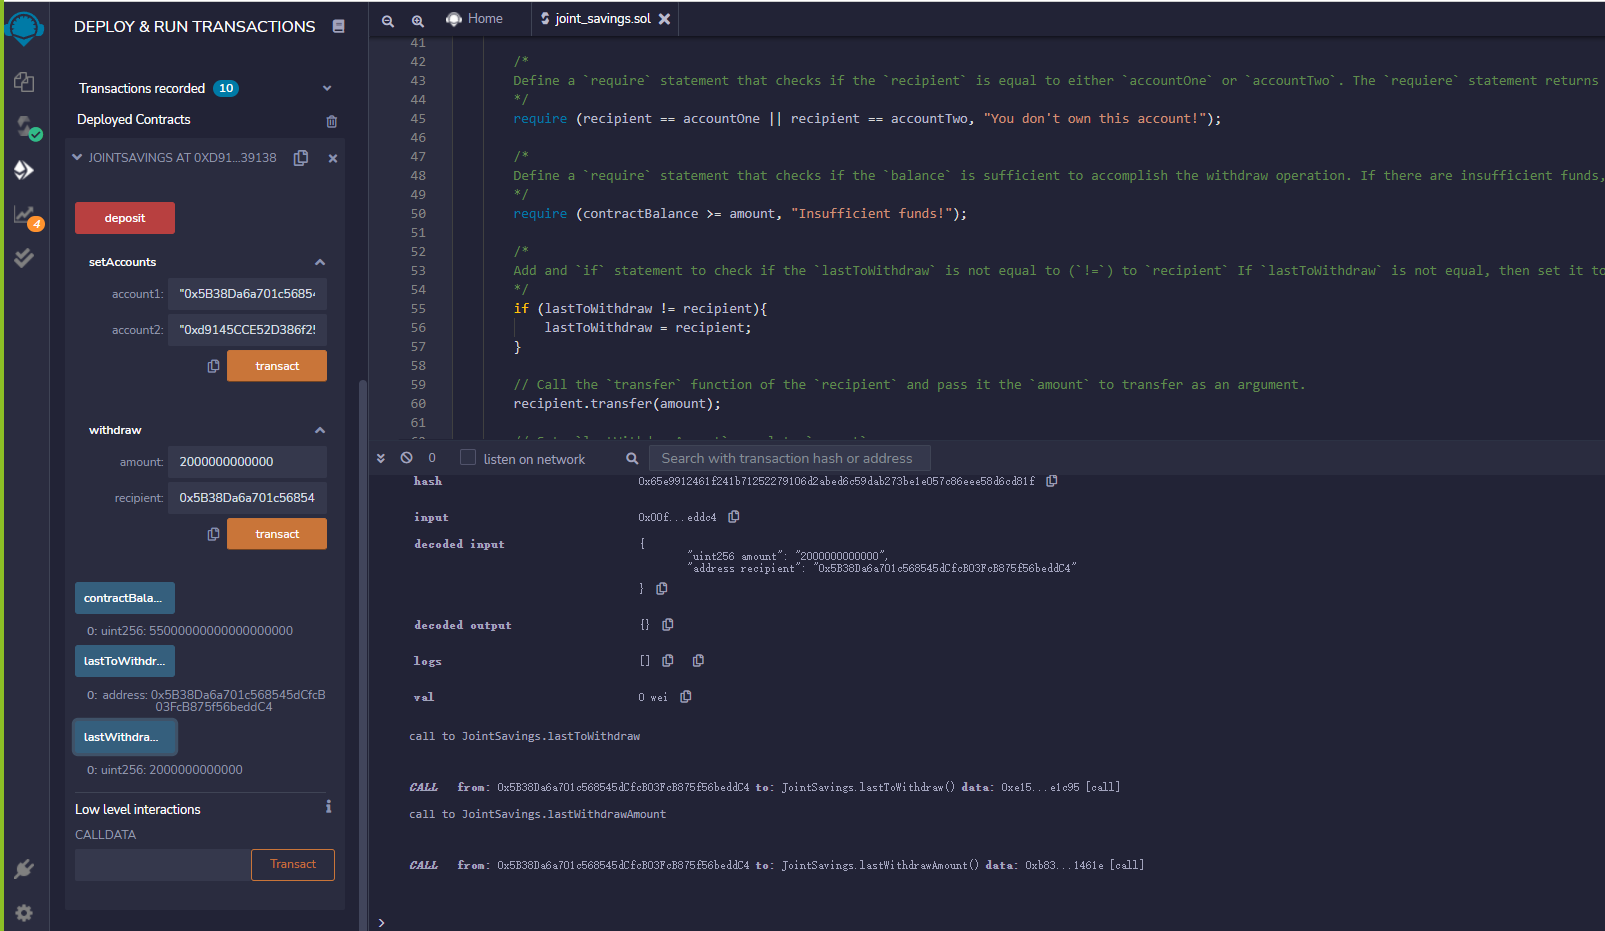 DEPLOY & RUN TRANSACTIONS
Transactions recorded 10
Deployed Contracts
JOINTSAVINGS AT 0XD91...39138
deposit
setAccounts
account1: "0x5B38Da6a701c5685
account2: "0xd9145CCE52D386f2
transact
withdraw
amount: 2000000000000
recipient: 0x5B38Da6a701c56854
transact
contractBala...
0: uint256: 55000000000000000000
lastToWithdr...
0: address: 0x5B38Da6a701c568545dCfcB
03FcB875f56beddC4
lastWithdra...
0: uint256: 2000000000000
Low level interactions
CALLDATA
Transact
4
Home
joint_savings.sol
41
42 /*
43 Define a `require` statement that checks if the `recipient` is equal to either `accountOne` or `accountTwo`. The `requiere` statement returns
44 */
45 require (recipient == accountOne || recipient == accountTwo, "You don't own this account!");
46
47 /*
48 Define a `require` statement that checks if the `balance` is sufficient to accomplish the withdraw operation. If there are insufficient funds,
49 */
50 require (contractBalance >= amount, "Insufficient funds!");
51
52 /*
53 Add and `if` statement to check if the `lastToWithdraw` is not equal to (`!=`) to `recipient` If `lastToWithdraw` is not equal, then set it to
54 */
55 if (lastToWithdraw != recipient){
56 lastToWithdraw = recipient;
57 }
58
59 // Call the `transfer` function of the `recipient` and pass it the `amount` to transfer as an argument.
60 recipient.transfer(amount);
61
0 listen on network Search with transaction hash or address
hash 0x65e9912461f241b71252279106d2abed6c59dab273be1e057c86eee58d6cd81f
input 0x00f...eddc4
decoded input {
"uint256 amount": "2000000000000",
"address recipient": "0x5B38Da6a701c568545dCfcB03FcB875f56beddC4"
}
decoded output {}
logs []
val 0 wei
call to JointSavings.lastToWithdraw
CALL from: 0x5B38Da6a701c568545dCfcB03FcB875f56beddC4 to: JointSavings.lastToWithdraw() data: 0xe15...e1c95 [call]
call to JointSavings.lastWithdrawAmount
CALL from: 0x5B38Da6a701c568545dCfcB03FcB875f56beddC4 to: JointSavings.lastWithdrawAmount() data: 0xb83...1461e [call]
>